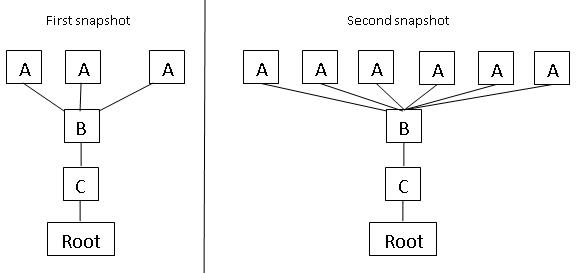 First snapshot
A A A
B
C
Root
Second snapshot
A A A A A A
B
C
Root